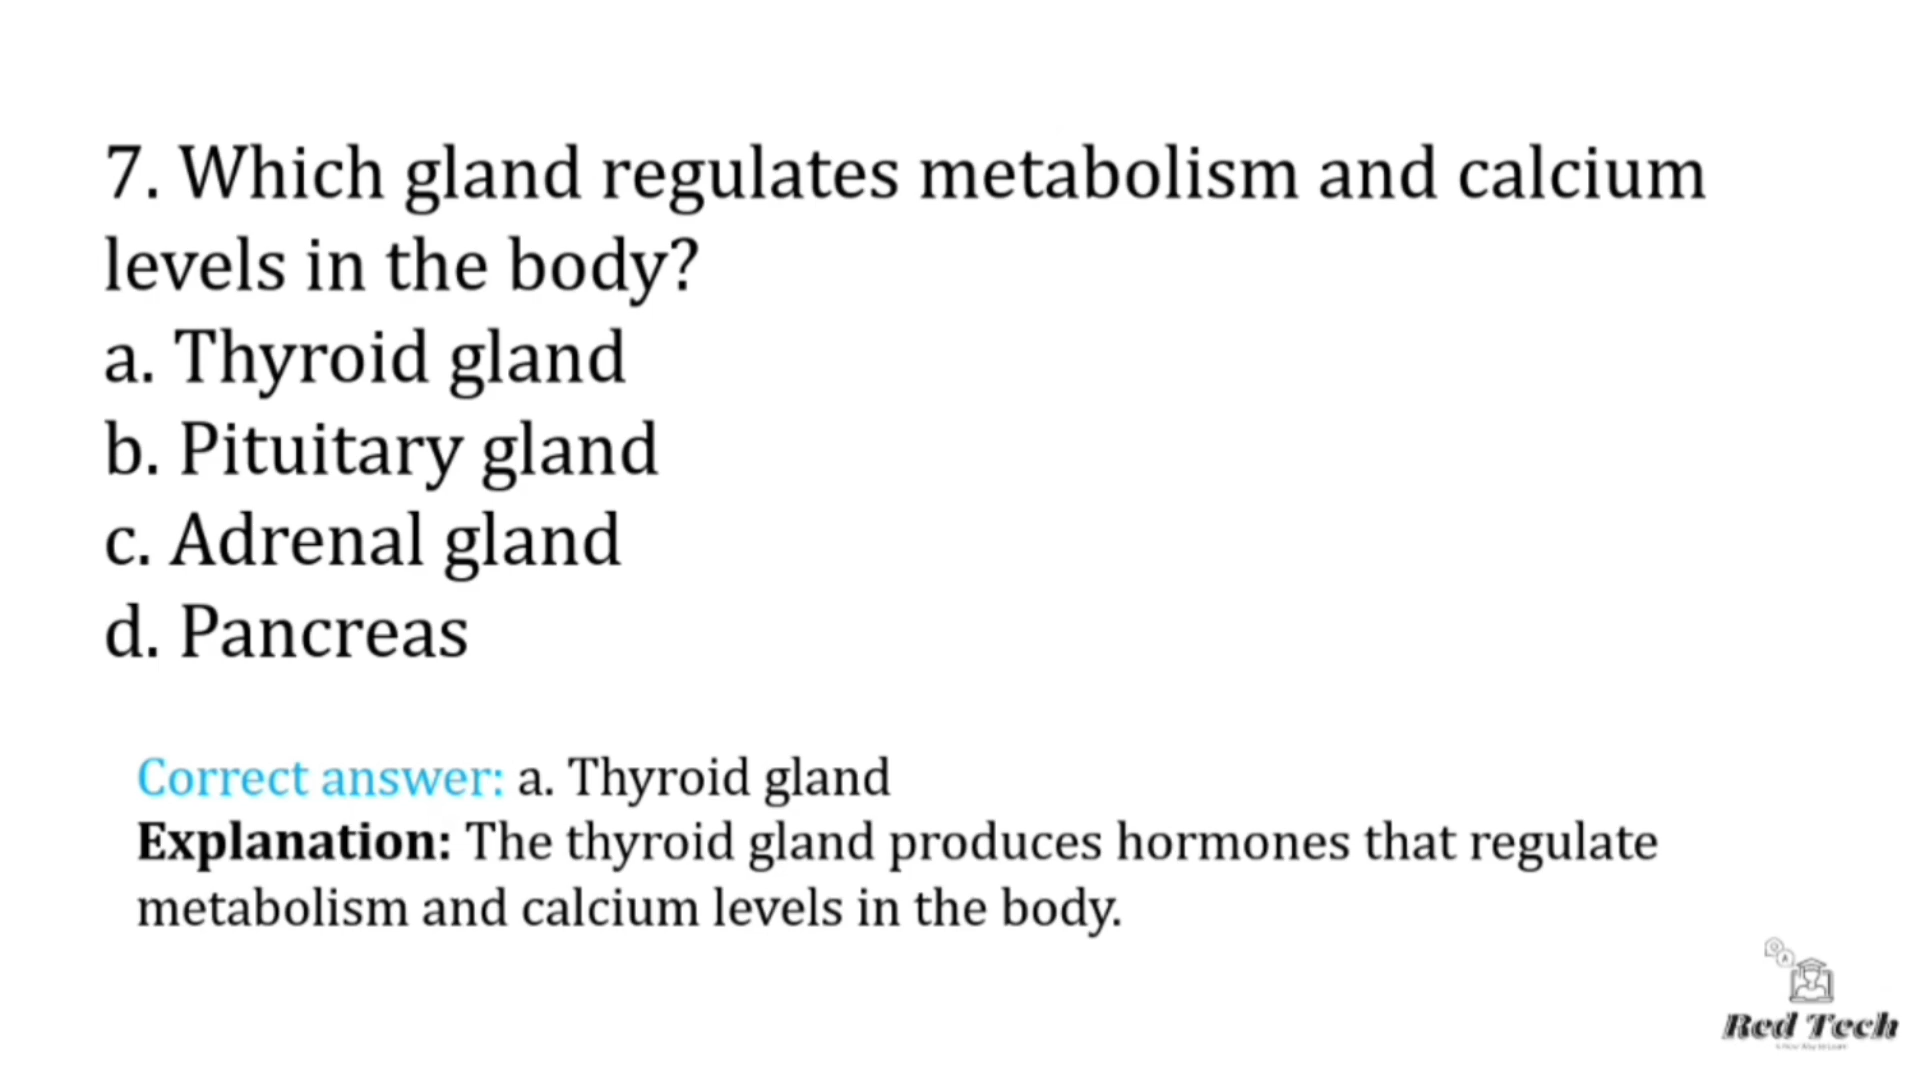 7. Which gland regulates metabolism and calcium
levels in the body?
a. Thyroid gland
b. Pituitary gland
c. Adrenal gland
d. Pancreas
Correct answer: a. Thyroid gland
Explanation: The thyroid gland produces hormones that regulate
metabolism and calcium levels in the body.
Red Tech